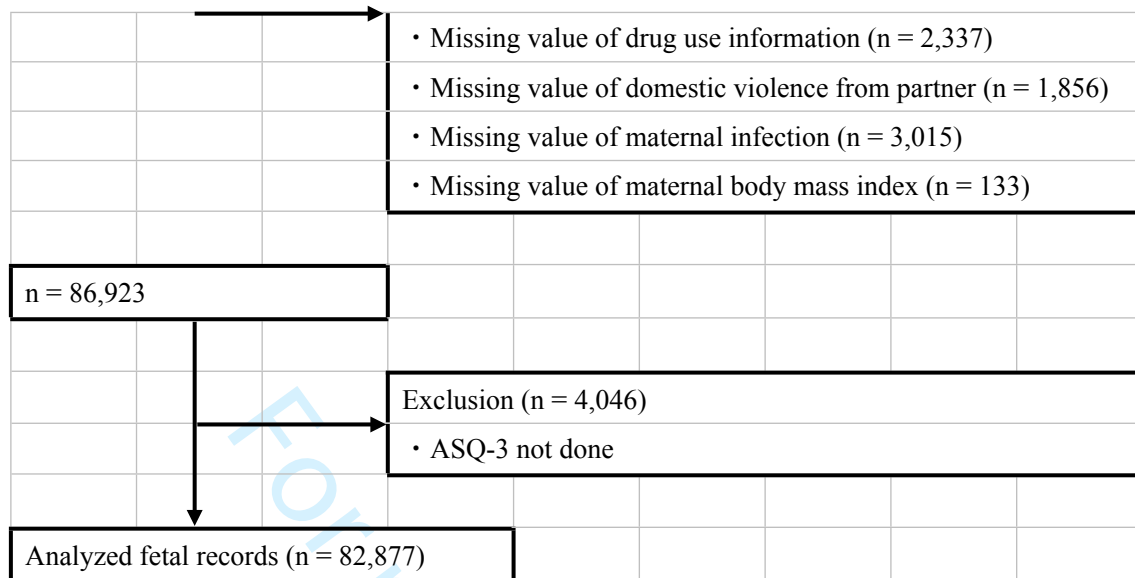 ・Missing value of drug use information (n = 2,337)
・Missing value of domestic violence from partner (n = 1,856)
・Missing value of maternal infection (n = 3,015)
・Missing value of maternal body mass index (n = 133)
n = 86,923
Exclusion (n = 4,046)
・ASQ-3 not done
Analyzed fetal records (n = 82,877)
For